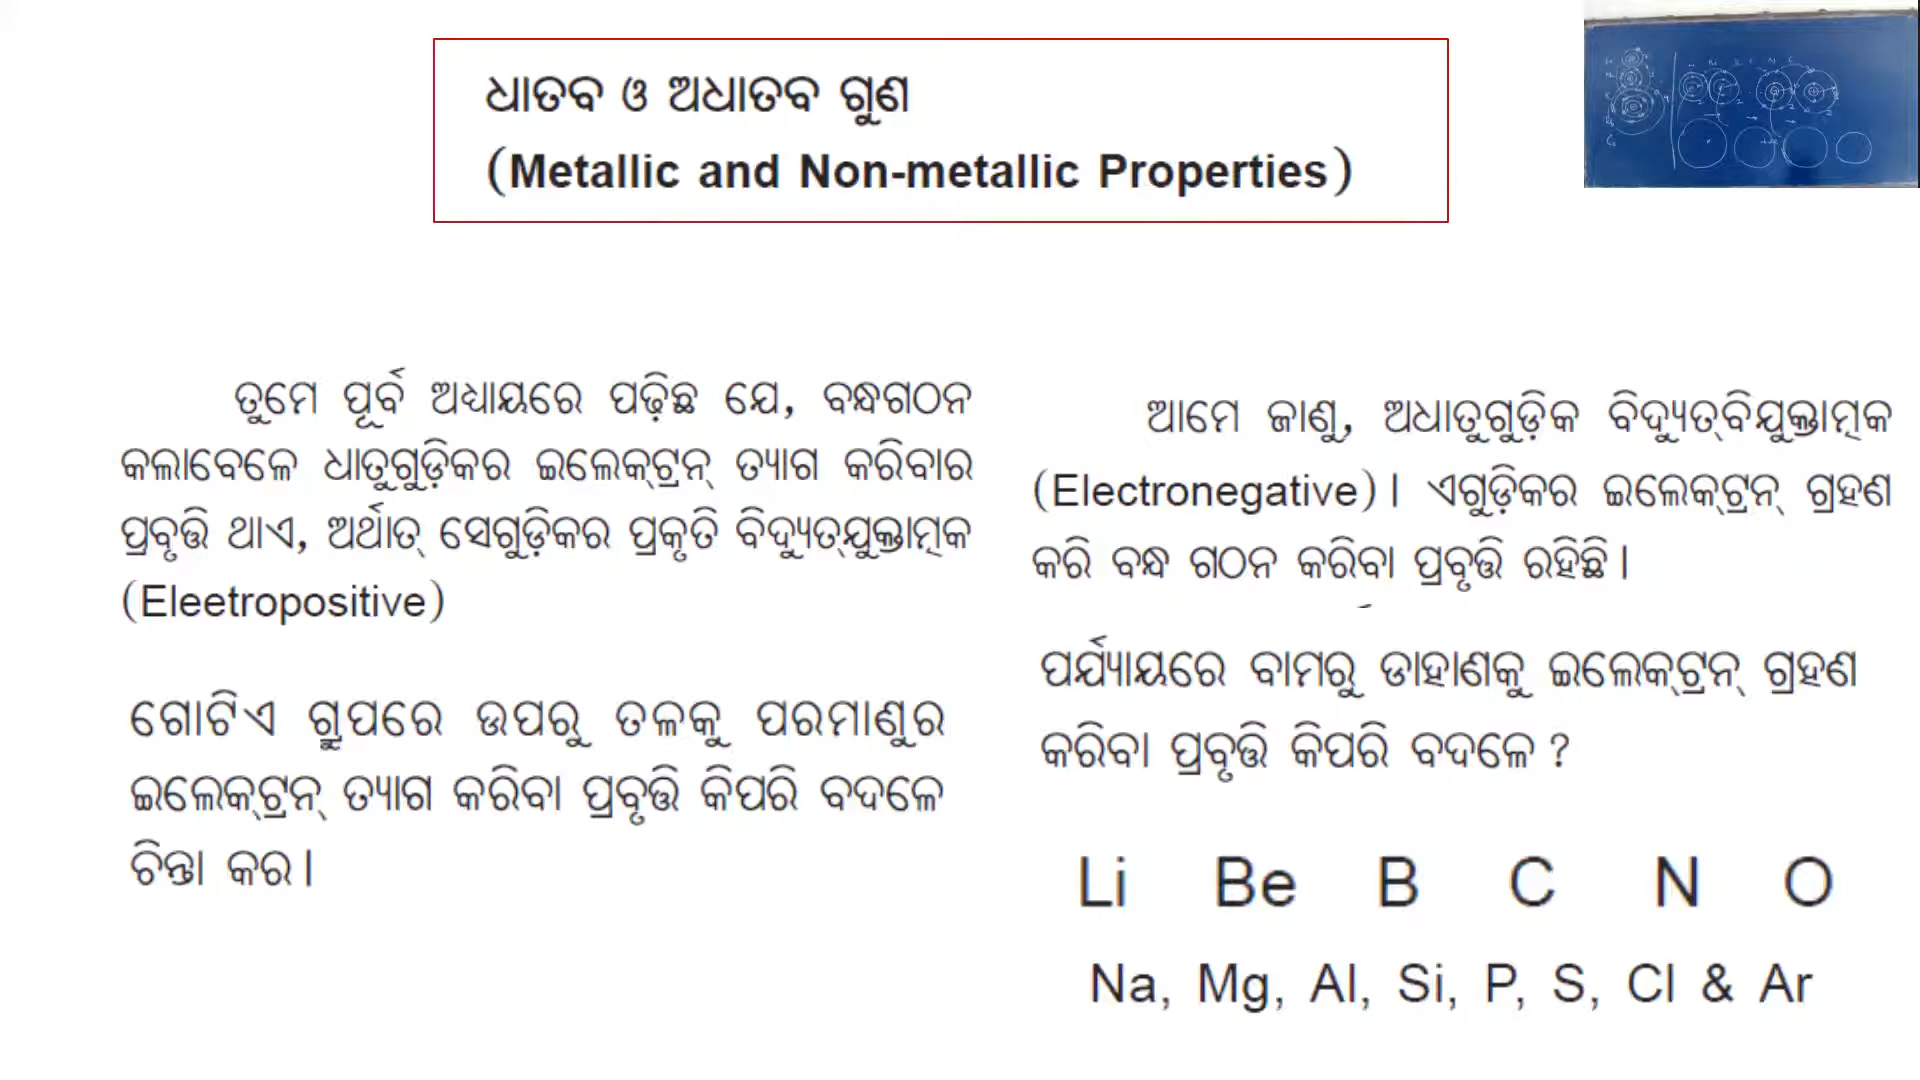 ଧାତବ ଓ ଅଧାତବ ଗୁଣ
(Metallic and Non-metallic Properties)
ତୁମେ ପୂର୍ବ ଅଧ୍ୟାୟରେ ପଢ଼ିଛ ଯେ, ବନ୍ଧଗଠନ
କଲାବେଳେ ଧାତୁଗୁଡ଼ିକର ଇଲେକ୍‌ଟ୍ରନ୍ ତ୍ୟାଗ କରିବାର
ପ୍ରବୃତ୍ତି ଥାଏ, ଅର୍ଥାତ୍ ସେଗୁଡ଼ିକର ପ୍ରକୃତି ବିଦ୍ୟୁତ୍‌ଯୁକ୍ତାତ୍ମକ
(Eleetropositive)
ଗୋଟିଏ ଗ୍ରୁପରେ ଉପରୁ ତଳକୁ ପରମାଣୁର
ଇଲେକ୍‌ଟ୍ରନ୍ ତ୍ୟାଗ କରିବା ପ୍ରବୃତ୍ତି କିପରି ବଦଳେ
ଚିନ୍ତା କର।
ଆମେ ଜାଣୁ, ଅଧାତୁଗୁଡ଼ିକ ବିଦ୍ୟୁତ୍‌ବିଯୁକ୍ତାତ୍ମକ
(Electronegative)। ଏଗୁଡ଼ିକର ଇଲେକ୍‌ଟ୍ରନ୍ ଗ୍ରହଣ
କରି ବନ୍ଧ ଗଠନ କରିବା ପ୍ରବୃତ୍ତି ରହିଛି।
ପର୍ଯ୍ୟାୟରେ ବାମରୁ ଡାହାଣକୁ ଇଲେକ୍‌ଟ୍ରନ୍ ଗ୍ରହଣ
କରିବା ପ୍ରବୃତ୍ତି କିପରି ବଦଳେ ?
Li Be B C N O
Na, Mg, Al, Si, P, S, Cl & Ar